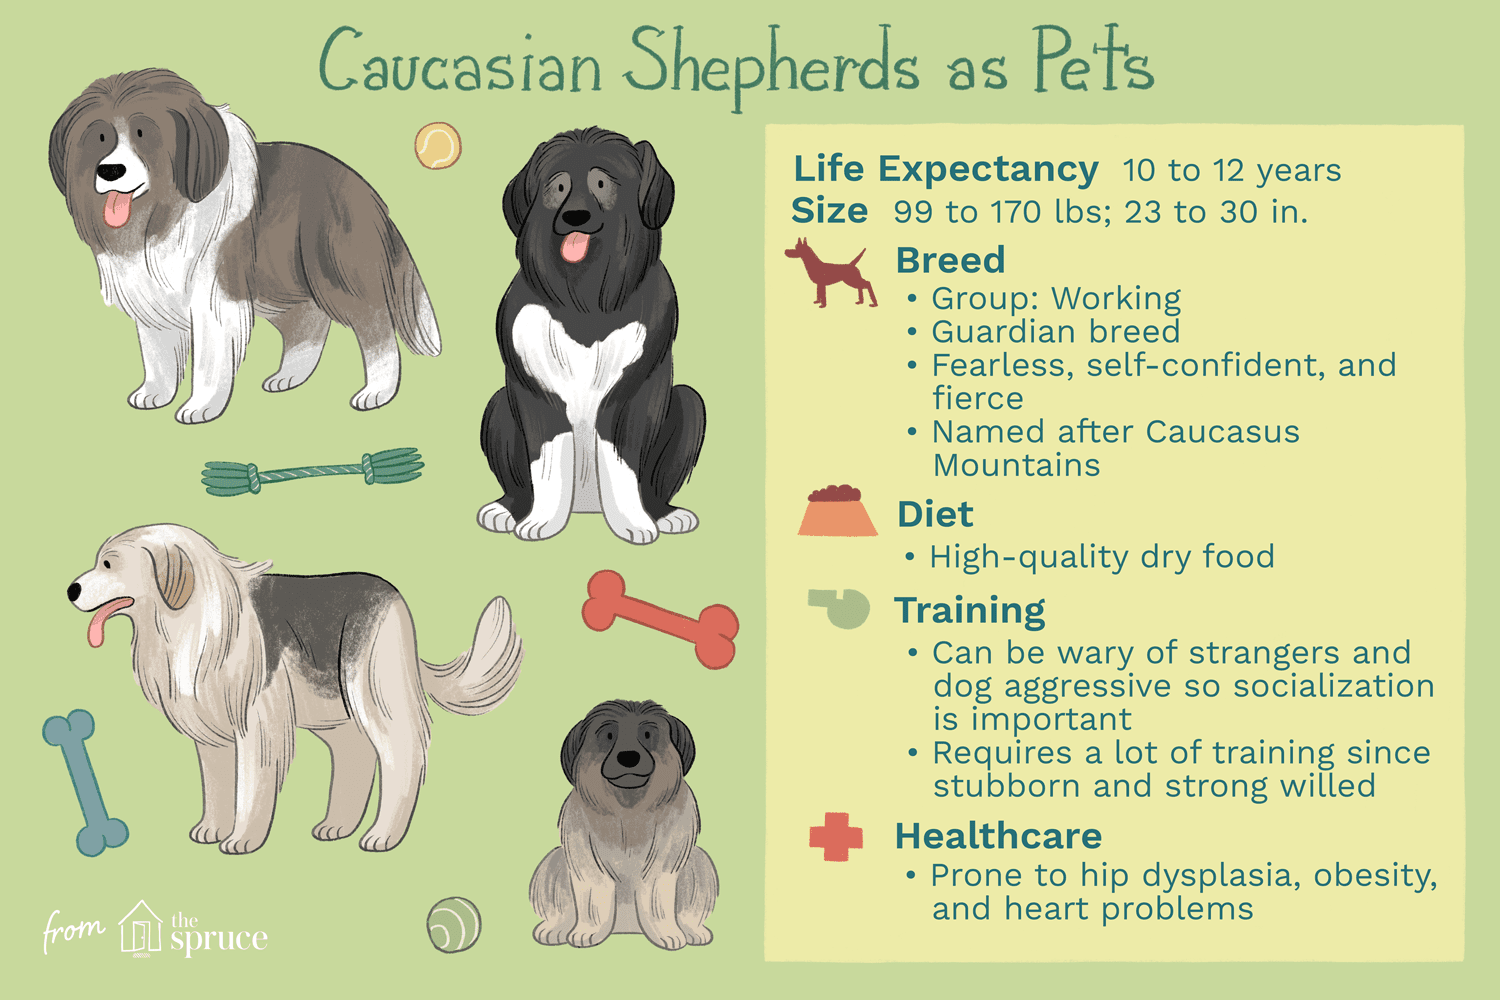 Caucasian Shepherds as Pets
Life Expectancy 10 to 12 years
Size 99 to 170 lbs; 23 to 30 in.
Breed
• Group: Working
• Guardian breed
• Fearless, self-confident, and
fierce
• Named after Caucasus
Mountains
Diet
• High-quality dry food
Training
• Can be wary of strangers and
dog aggressive so socialization
is important
• Requires a lot of training since
stubborn and strong willed
Healthcare
• Prone to hip dysplasia, obesity,
and heart problems
from the
spruce